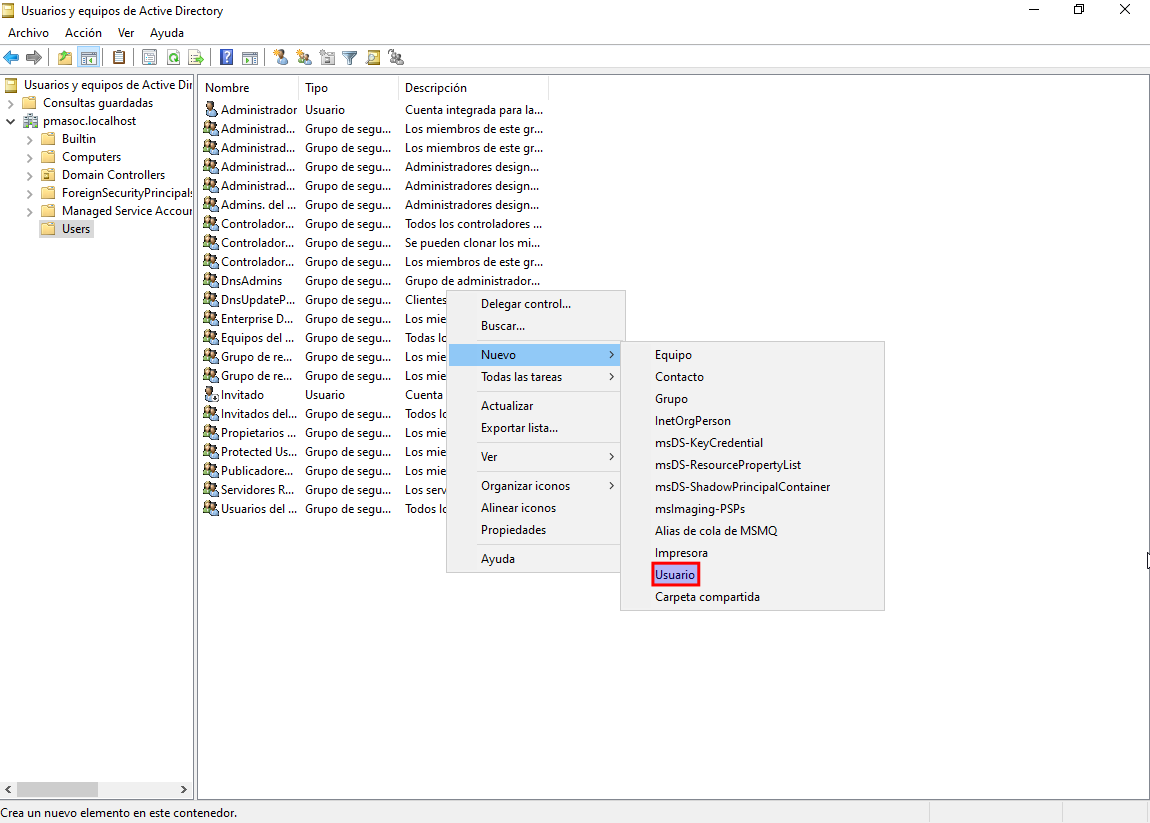 Usuarios y equipos de Active Directory
Archivo Acción Ver Ayuda
Usuarios y equipos de Active Dir
Consultas guardadas
pmasoc.localhost
Builtin
Computers
Domain Controllers
ForeignSecurityPrincipals
Managed Service Accour
Users
Nombre Tipo Descripción
Administrador Usuario Cuenta integrada para la...
Administrad... Grupo de segu... Los miembros de este gr...
Administrad... Grupo de segu... Los miembros de este gr...
Administrad... Grupo de segu... Administradores design...
Administrad... Grupo de segu... Administradores design...
Admins. del ... Grupo de segu... Administradores design...
Controlador... Grupo de segu... Todos los controladores ...
Controlador... Grupo de segu... Se pueden clonar los mi...
Controlador... Grupo de segu... Los miembros de este gr...
DnsAdmins Grupo de segu... Grupo de administrador...
DnsUpdateP... Grupo de segu... Clientes
Enterprise D... Grupo de segu... Los mie
Equipos del ... Grupo de segu... Todas lo
Grupo de re... Grupo de segu... Los mie
Grupo de re... Grupo de segu... Los mie
Invitado Usuario Cuenta
Invitados del... Grupo de segu... Todos lo
Propietarios ... Grupo de segu... Los mie
Protected Us... Grupo de segu... Los mie
Publicadore... Grupo de segu... Los mie
Servidores R... Grupo de segu... Los serv
Usuarios del ... Grupo de segu... Todos lo
Delegar control...
Buscar...
Nuevo
Todas las tareas
Actualizar
Exportar lista...
Ver
Organizar iconos
Alinear iconos
Propiedades
Ayuda
Equipo
Contacto
Grupo
InetOrgPerson
msDS-KeyCredential
msDS-ResourcePropertyList
msDS-ShadowPrincipalContainer
msImaging-PSPs
Alias de cola de MSMQ
Impresora
Usuario
Carpeta compartida
Crea un nuevo elemento en este contenedor.